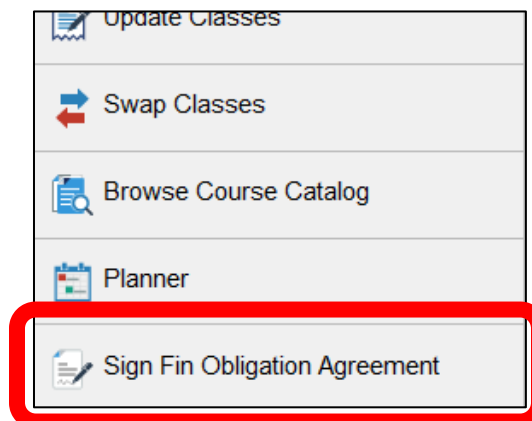 Update Classes
Swap Classes
Browse Course Catalog
Planner
Sign Fin Obligation Agreement